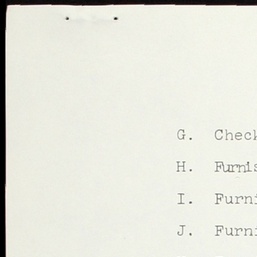 G. Check
H. Furnis
I. Furni
J. Furni